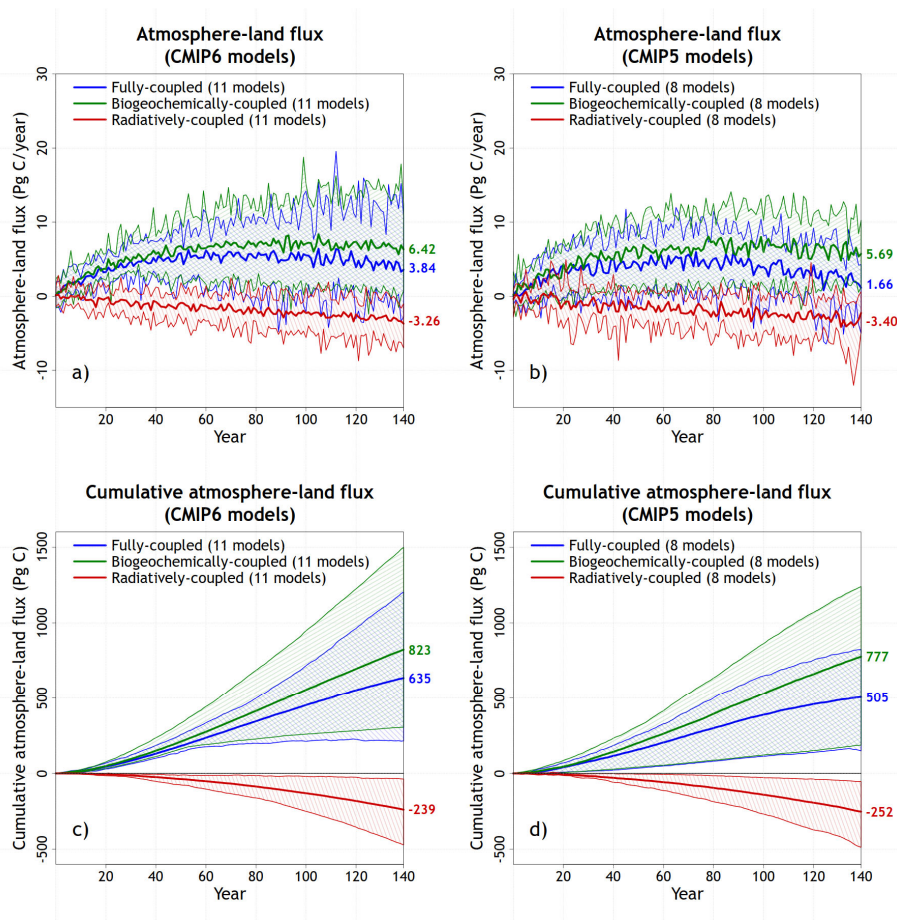 Atmosphere-land flux
(CMIP6 models)
Atmosphere-land flux (Pg C/year)
30
20
10
0
-10
Fully-coupled (11 models)
Biogeochemically-coupled (11 models)
Radiatively-coupled (11 models)
6.42
3.84
-3.26
a)
20 40 60 80 100 120 140
Year
Atmosphere-land flux
(CMIP5 models)
Atmosphere-land flux (Pg C/year)
30
20
10
0
-10
Fully-coupled (8 models)
Biogeochemically-coupled (8 models)
Radiatively-coupled (8 models)
5.69
1.66
-3.40
b)
20 40 60 80 100 120 140
Year
Cumulative atmosphere-land flux
(CMIP6 models)
Cumulative atmosphere-land flux (Pg C)
1500
1000
500
0
-500
Fully-coupled (11 models)
Biogeochemically-coupled (11 models)
Radiatively-coupled (11 models)
823
635
-239
c)
20 40 60 80 100 120 140
Year
Cumulative atmosphere-land flux
(CMIP5 models)
Cumulative atmosphere-land flux (Pg C)
1500
1000
500
0
-500
Fully-coupled (8 models)
Biogeochemically-coupled (8 models)
Radiatively-coupled (8 models)
777
505
-252
d)
20 40 60 80 100 120 140
Year